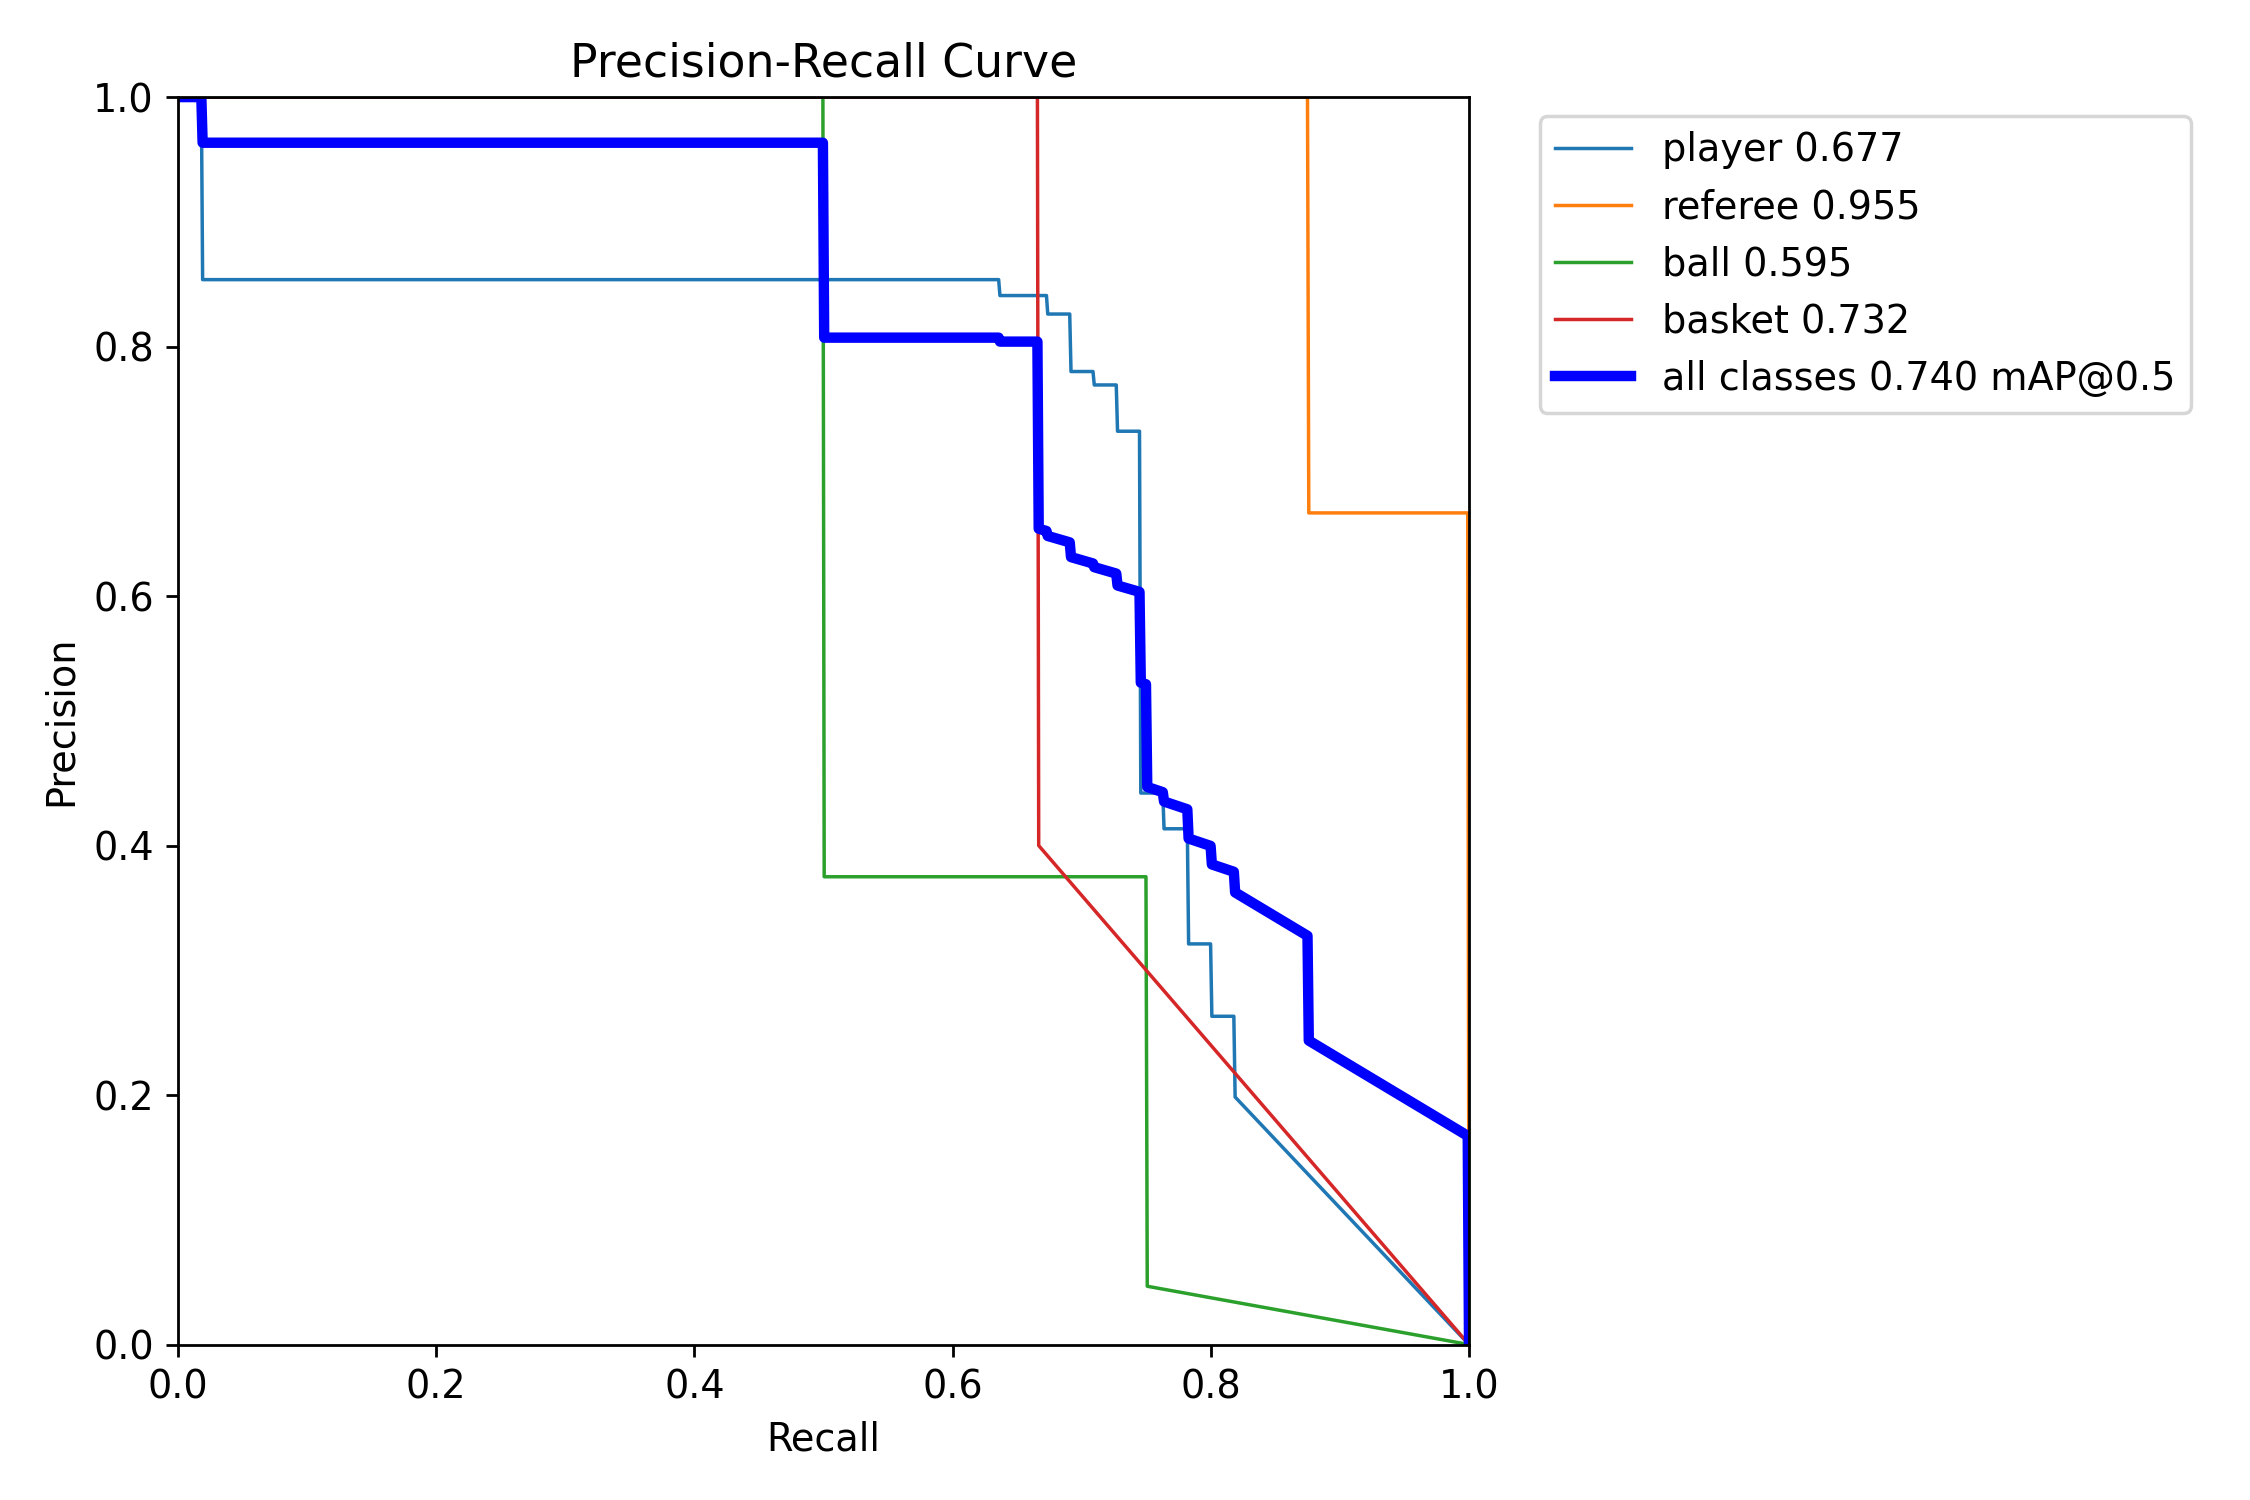 Precision-Recall Curve
1.0
0.8
0.6
0.4
0.2
0.0
Precision
0.0 0.2 0.4 0.6 0.8 1.0
Recall
player 0.677
referee 0.955
ball 0.595
basket 0.732
all classes 0.740 mAP@0.5